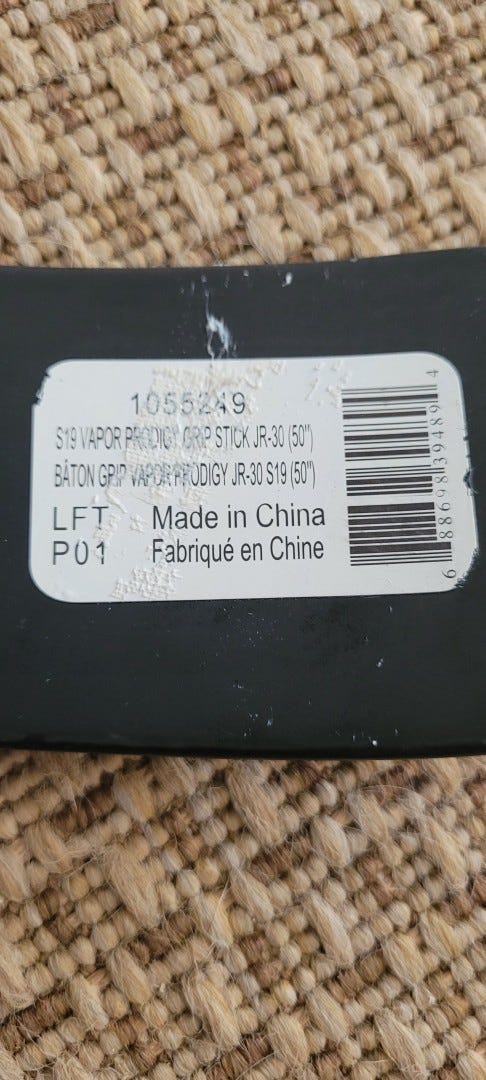 1055249
S19 VAPOR PRODIGY GRIP STICK JR-30 (50")
BÂTON GRIP VAPOR PRODIGY JR-30 S19 (50")
LFT Made in China
P01 Fabriqué en Chine
6 88698 39489 4